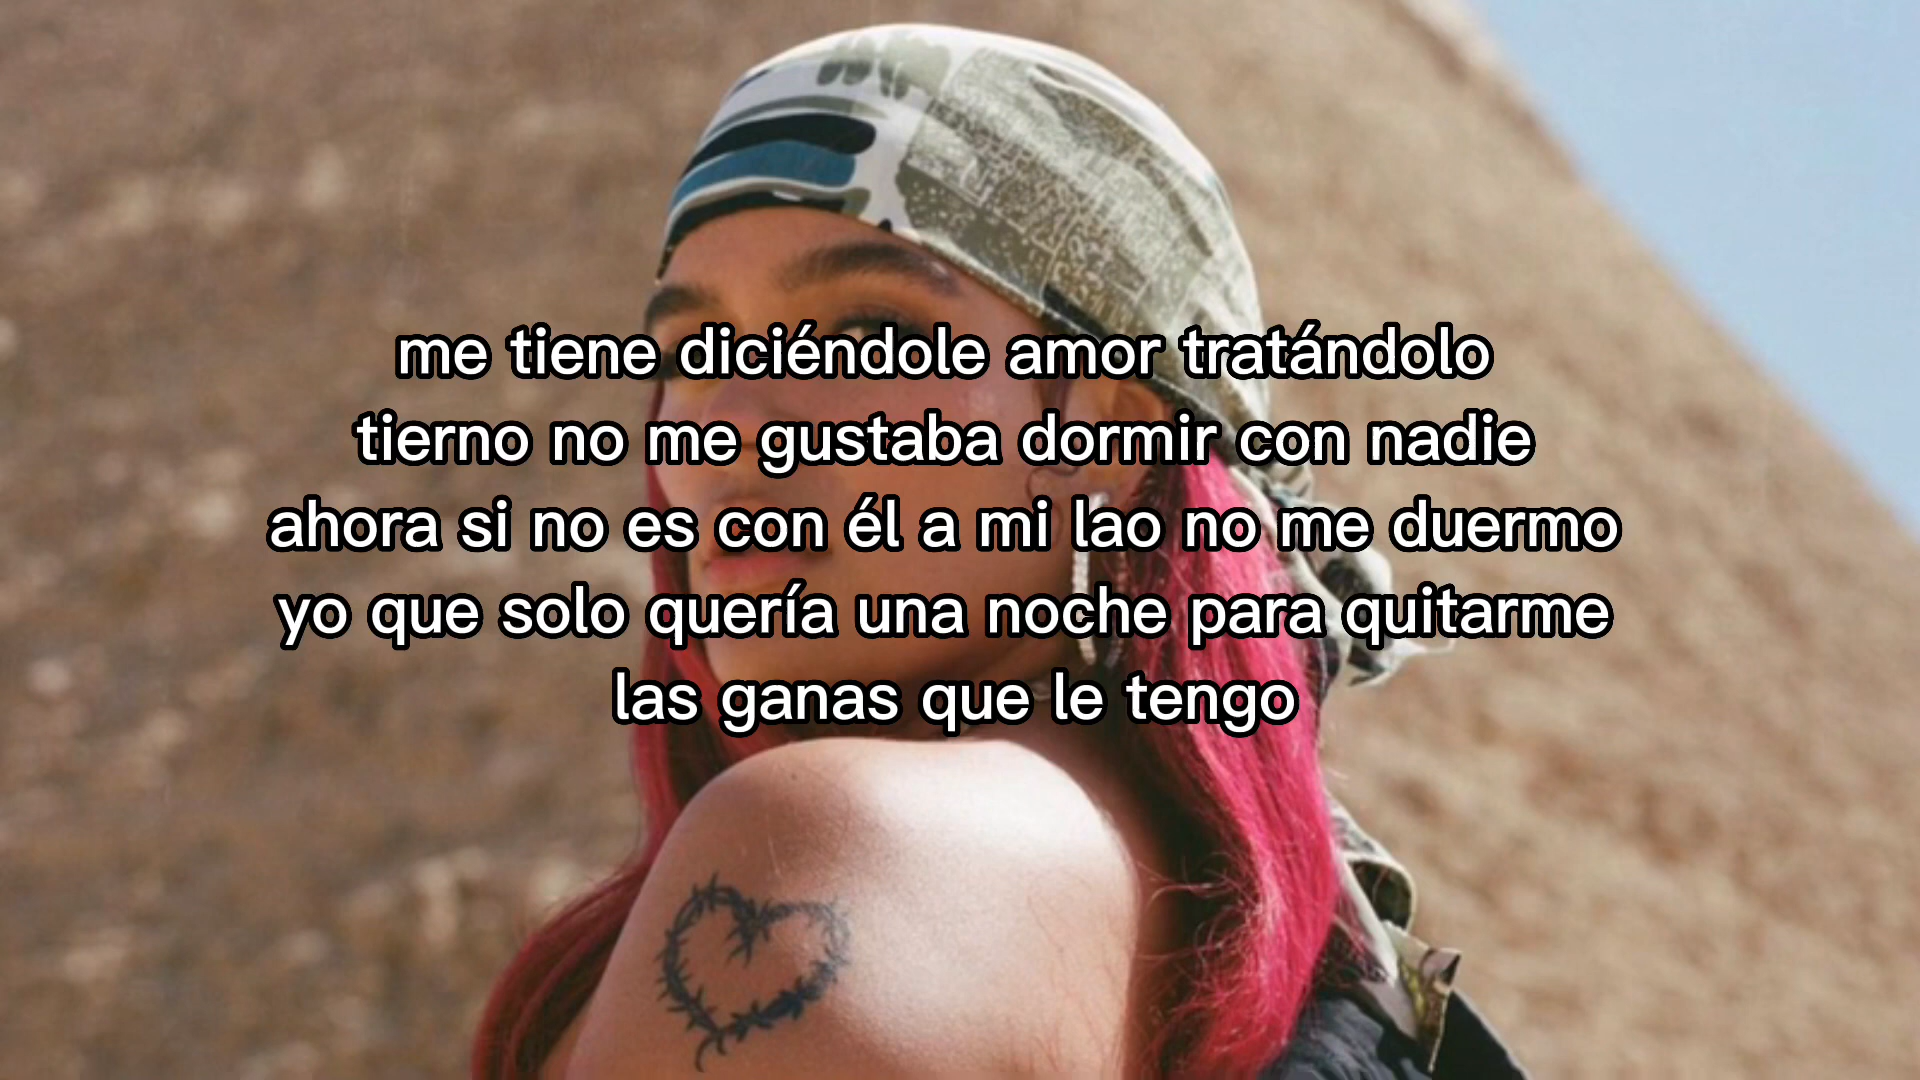 me tiene diciéndole amor tratándolo
tierno no me gustaba dormir con nadie
ahora si no es con él a mi lao no me duermo
yo que solo quería una noche para quitarme
las ganas que le tengo